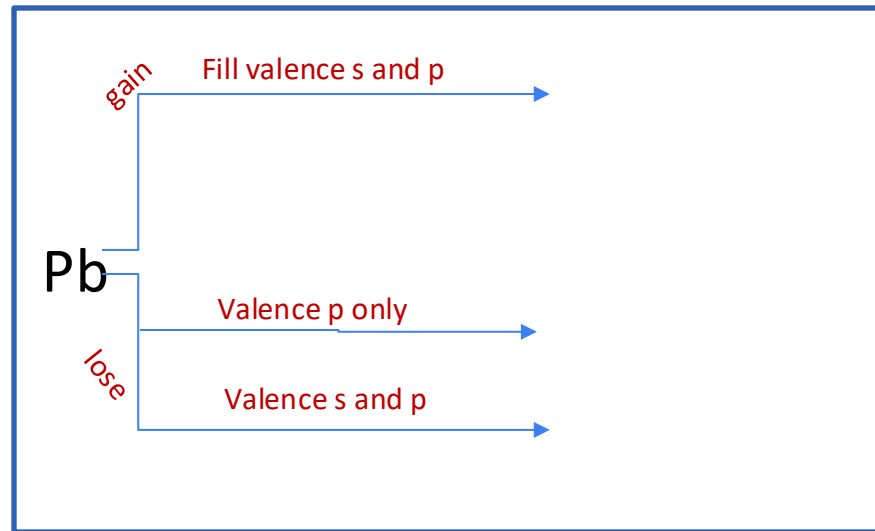 gain
Fill valence s and p
Pb
Valence p only
lose
Valence s and p